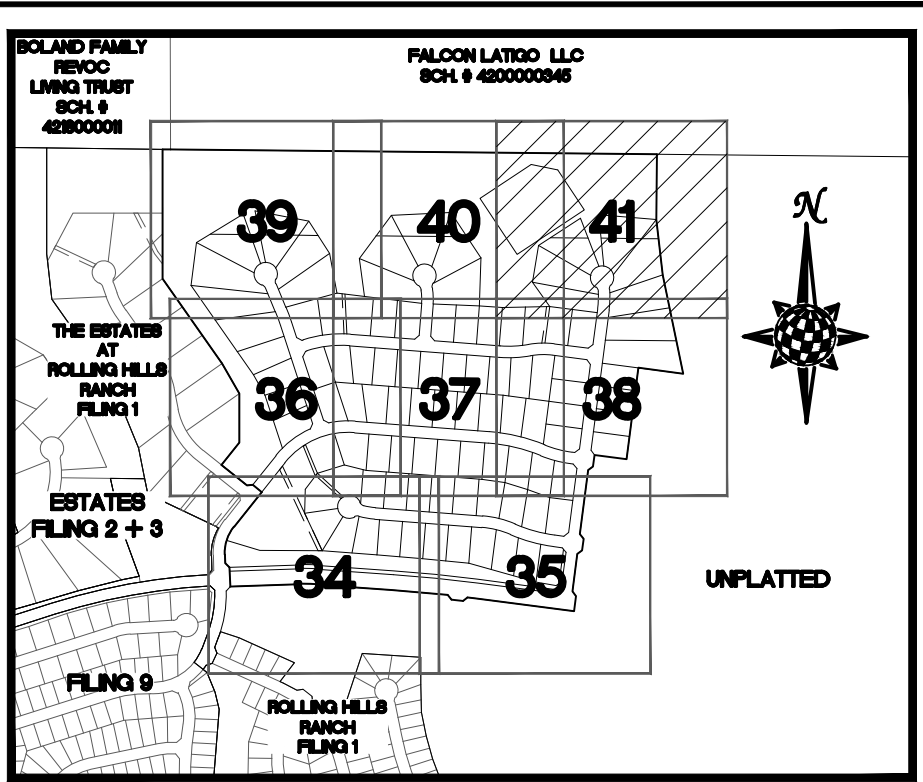 BOLAND FAMILY
REVOC
LIVING TRUST
SCH. #
4213000011
FALCON LATIGO LLC
SCH. # 4200000345
39
40
41
N
THE ESTATES
AT
ROLLING HILLS
RANCH
FILING 1
36
37
38
ESTATES
FILING 2 + 3
34
35
UNPLATTED
FILING 9
ROLLING HILLS
RANCH
FILING 1